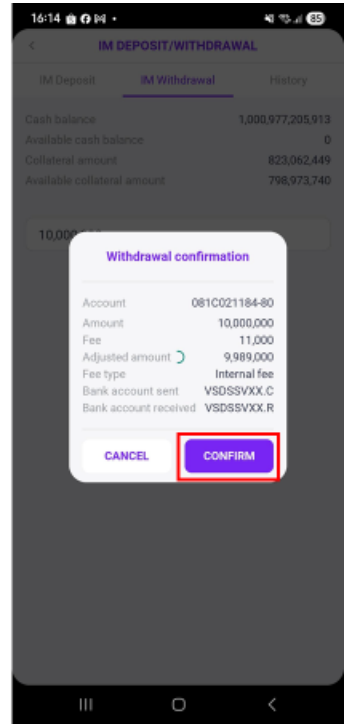 16:14 85
IM DEPOSIT/WITHDRAWAL
IM Deposit IM Withdrawal History
Cash balance 1,000,977,205,913
Available cash balance 0
Collateral amount 823,062,449
Available collateral amount 798,973,740
10,000
Withdrawal confirmation
Account 081C021184-80
Amount 10,000,000
Fee 11,000
Adjusted amount 9,989,000
Fee type Internal fee
Bank account sent VSDSSVXX.C
Bank account received VSDSSVXX.R
CANCEL CONFIRM